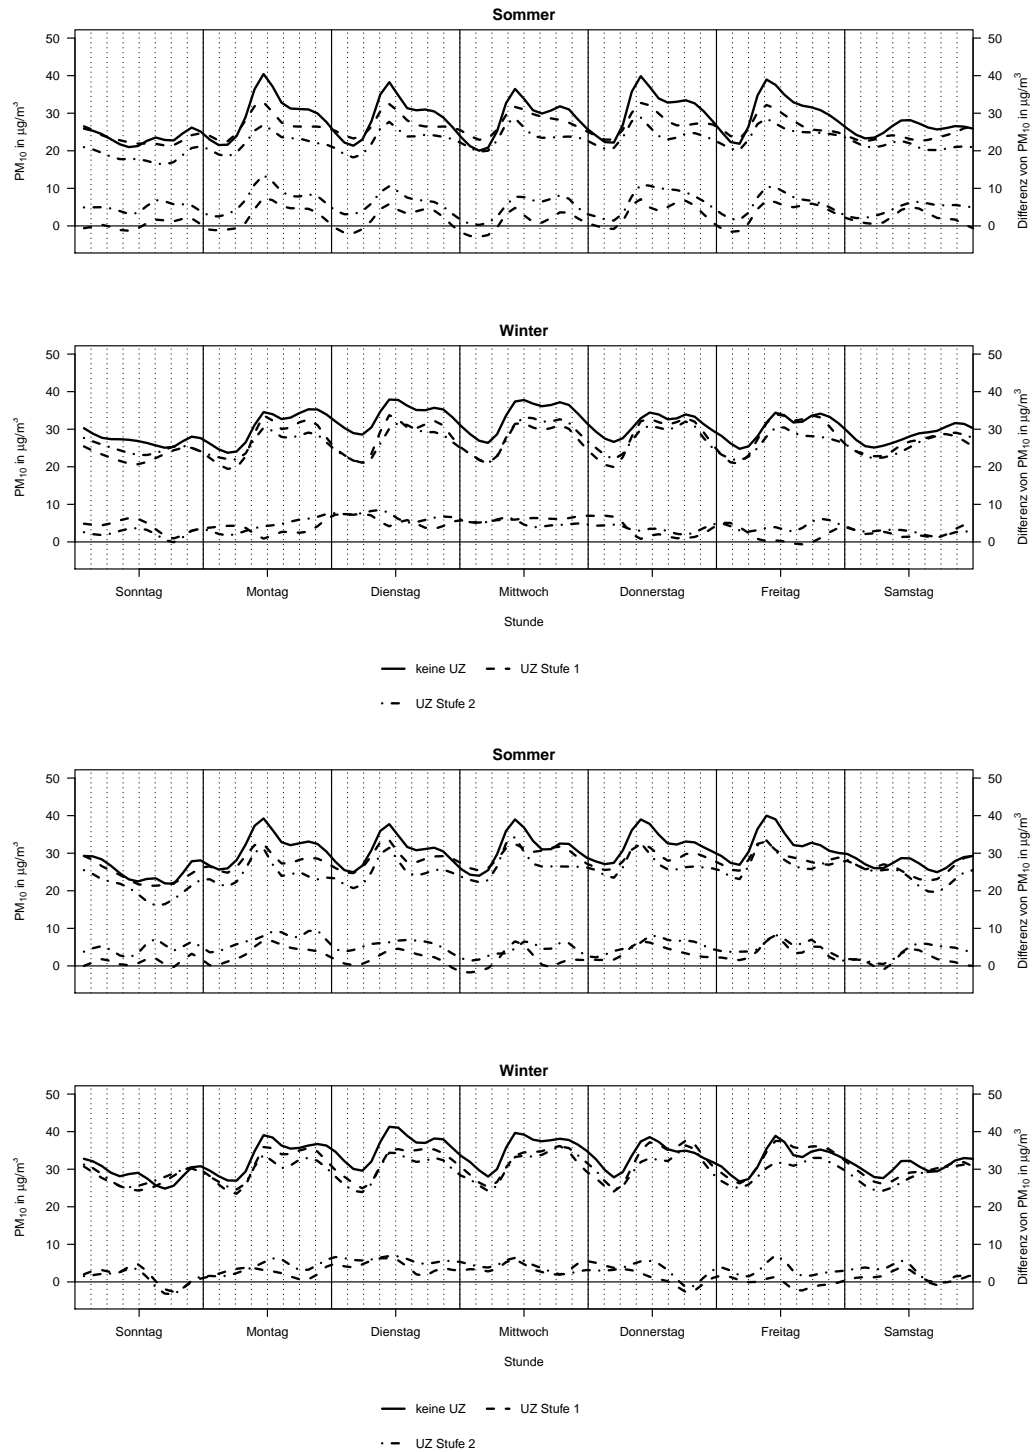 Sommer
50 50
40 40
30 30
20 20
10 10
0 0
PM10 in µg/m³
Differenz von PM10 in µg/m³
Winter
50 50
40 40
30 30
20 20
10 10
0 0
PM10 in µg/m³
Differenz von PM10 in µg/m³
Sonntag Montag Dienstag Mittwoch Donnerstag Freitag Samstag
Stunde
keine UZ UZ Stufe 1
UZ Stufe 2
Sommer
50 50
40 40
30 30
20 20
10 10
0 0
PM10 in µg/m³
Differenz von PM10 in µg/m³
Winter
50 50
40 40
30 30
20 20
10 10
0 0
PM10 in µg/m³
Differenz von PM10 in µg/m³
Sonntag Montag Dienstag Mittwoch Donnerstag Freitag Samstag
Stunde
keine UZ UZ Stufe 1
UZ Stufe 2